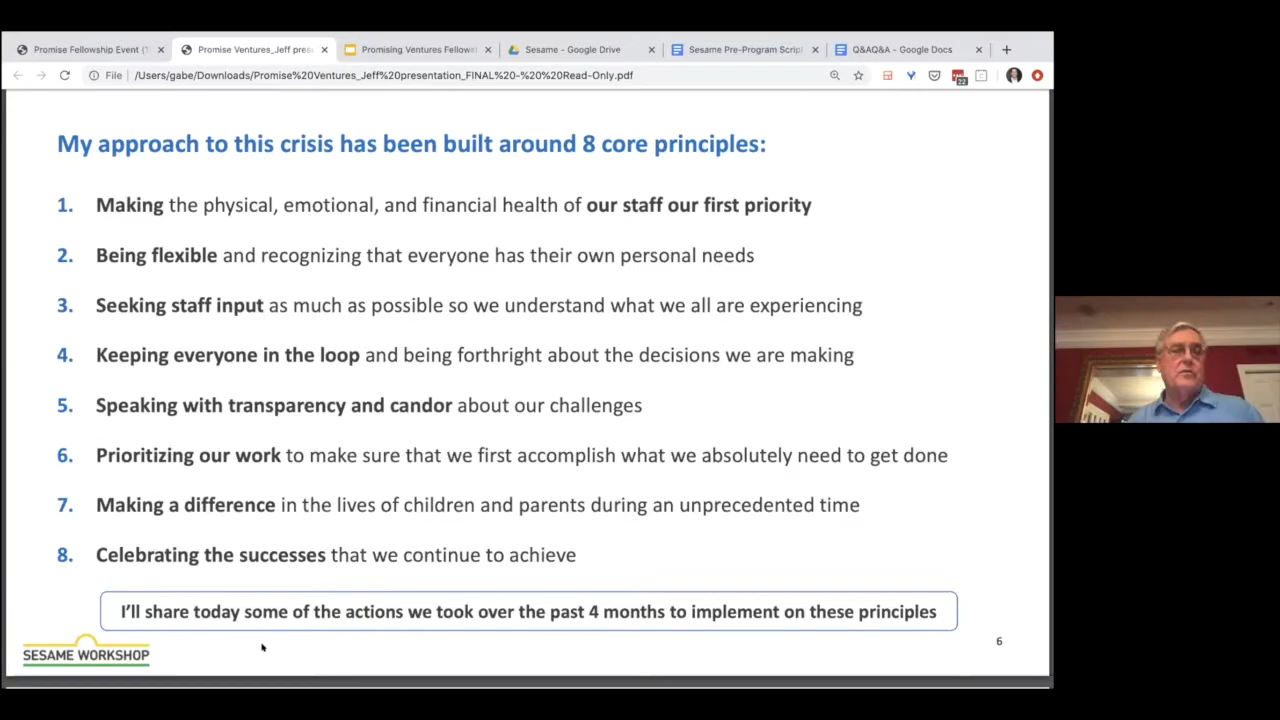 Promise Fellowship Event (T
Promise Ventures_Jeff pres
Promising Ventures Fellows
Sesame - Google Drive
Sesame Pre-Program Script
Q&AQ&A - Google Docs
File
/Users/gabe/Downloads/Promise%20Ventures_Jeff%20presentation_FINAL%20-%20%20Read-Only.pdf
22
My approach to this crisis has been built around 8 core principles:
1. Making the physical, emotional, and financial health of our staff our first priority
2. Being flexible and recognizing that everyone has their own personal needs
3. Seeking staff input as much as possible so we understand what we all are experiencing
4. Keeping everyone in the loop and being forthright about the decisions we are making
5. Speaking with transparency and candor about our challenges
6. Prioritizing our work to make sure that we first accomplish what we absolutely need to get done
7. Making a difference in the lives of children and parents during an unprecedented time
8. Celebrating the successes that we continue to achieve
I'll share today some of the actions we took over the past 4 months to implement on these principles
SESAME WORKSHOP
6